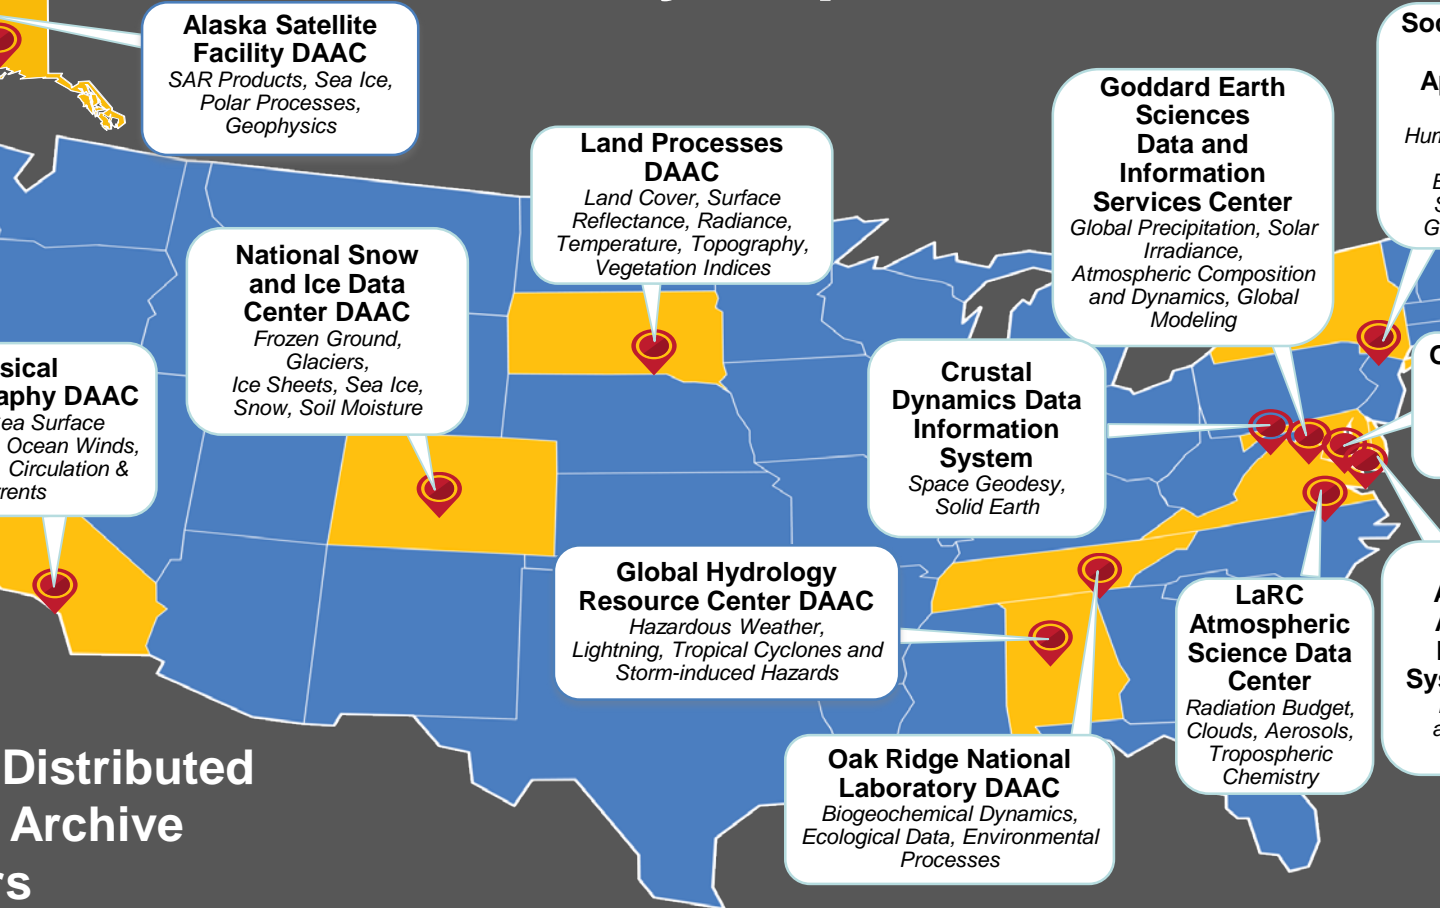 Alaska Satellite
Facility DAAC
SAR Products, Sea Ice,
Polar Processes,
Geophysics
Land Processes
DAAC
Land Cover, Surface
Reflectance, Radiance,
Temperature, Topography,
Vegetation Indices
Goddard Earth
Sciences
Data and
Information
Services Center
Global Precipitation, Solar
Irradiance,
Atmospheric Composition
and Dynamics, Global
Modeling
National Snow
and Ice Data
Center DAAC
Frozen Ground,
Glaciers,
Ice Sheets, Sea Ice,
Snow, Soil Moisture
DAAC
Surface
Ocean Winds,
Circulation &
Crustal
Dynamics Data
Information
System
Space Geodesy,
Solid Earth
Global Hydrology
Resource Center DAAC
Hazardous Weather,
Lightning, Tropical Cyclones and
Storm-induced Hazards
LaRC
Atmospheric
Science Data
Center
Radiation Budget,
Clouds, Aerosols,
Tropospheric
Chemistry
Oak Ridge National
Laboratory DAAC
Biogeochemical Dynamics,
Ecological Data, Environmental
Processes
Distributed
Archive